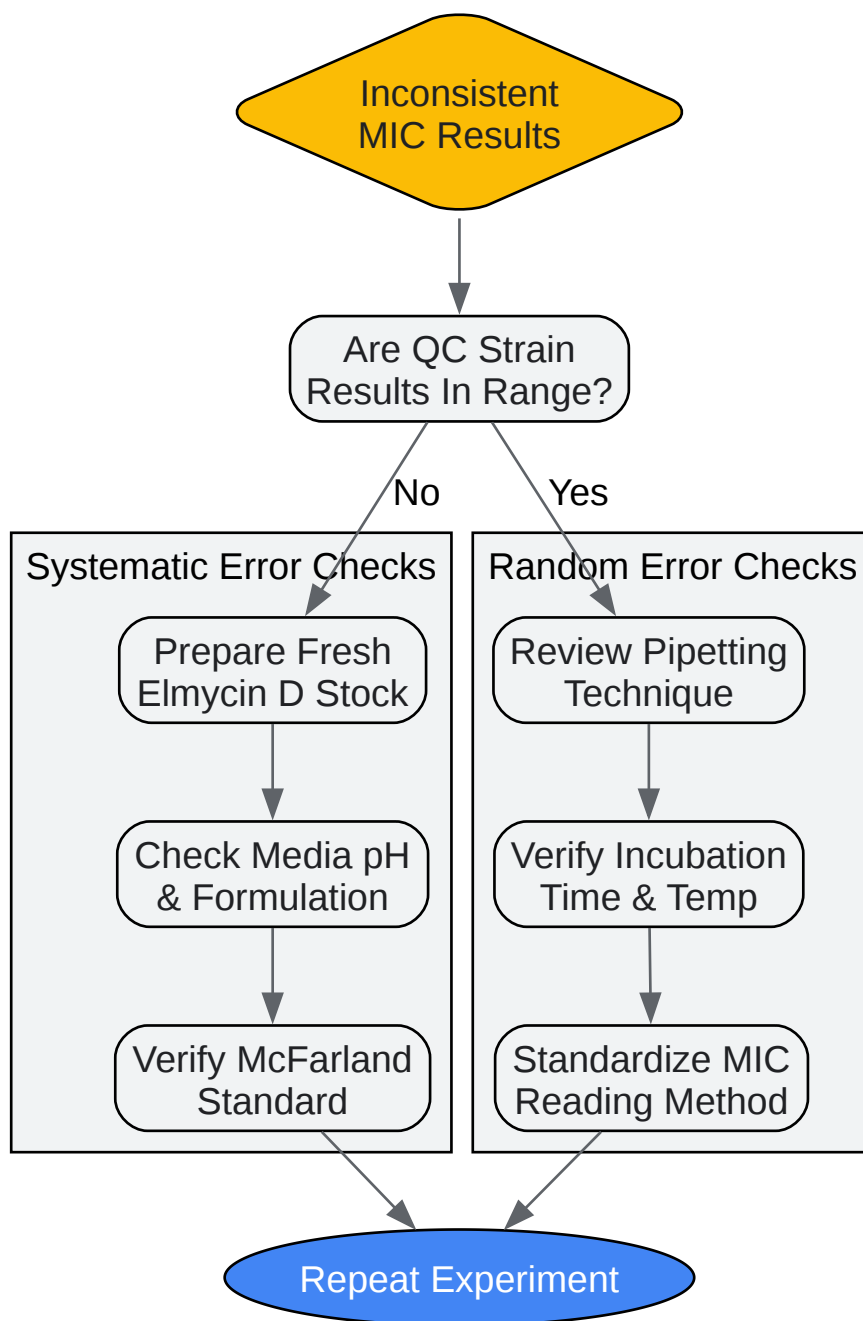 Inconsistent
MIC Results
Are QC Strain
Results In Range?
No
Yes
Systematic Error Checks
Prepare Fresh
Elmycin D Stock
Check Media pH
& Formulation
Verify McFarland
Standard
Random Error Checks
Review Pipetting
Technique
Verify Incubation
Time & Temp
Standardize MIC
Reading Method
Repeat Experiment